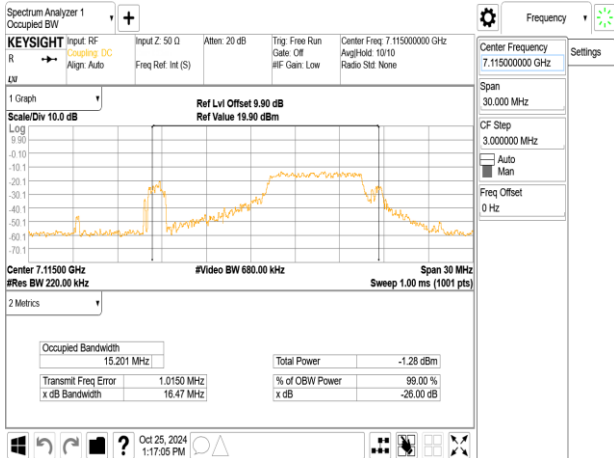 Spectrum Analyzer 1
Occupied BW
Frequency
KEYSIGHT
R
Input: RF
Coupling: DC
Align: Auto
Input Z: 50 Ω
Freq Ref: Int (S)
Atten: 20 dB
Trig: Free Run
Gate: Off
#IF Gain: Low
Center Freq: 7.115000000 GHz
Avg|Hold: 10/10
Radio Std: None
Center Frequency
7.115000000 GHz
Settings
Span
30.000 MHz
CF Step
3.000000 MHz
Auto
Man
Freq Offset
0 Hz
1 Graph
Scale/Div 10.0 dB
Ref Lvl Offset 9.90 dB
Ref Value 19.90 dBm
Log
9.90
-0.10
-10.1
-20.1
-30.1
-40.1
-50.1
-60.1
-70.1
Center 7.11500 GHz
#Res BW 220.00 kHz
#Video BW 680.00 kHz
Span 30 MHz
Sweep 1.00 ms (1001 pts)
2 Metrics
Occupied Bandwidth
15.201 MHz
Total Power -1.28 dBm
Transmit Freq Error 1.0150 MHz
% of OBW Power 99.00 %
x dB Bandwidth 16.47 MHz
x dB -26.00 dB
Oct 25, 2024
1:17:05 PM